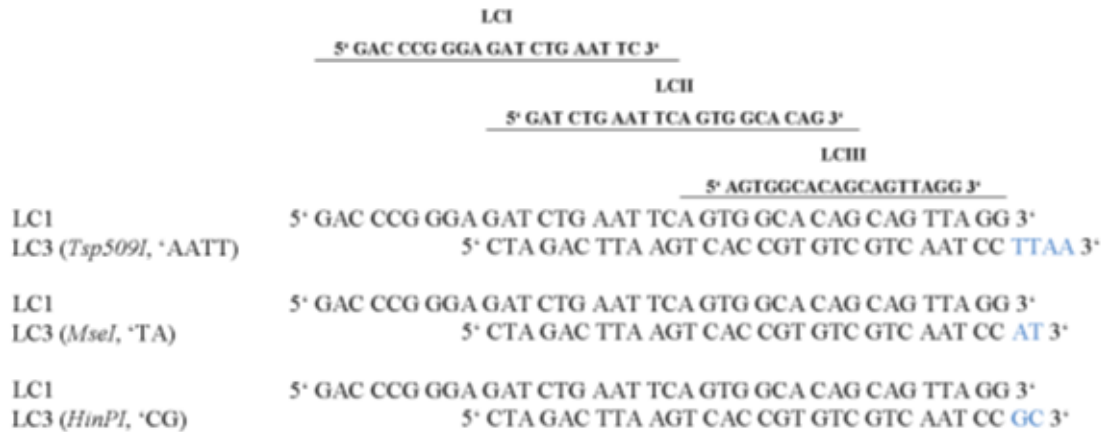 LCI
5‘ GAC CCG GGA GAT CTG AAT TC 3‘
LCII
5‘ GAT CTG AAT TCA GTG GCA CAG 3‘
LCIII
5‘ AGTGGCACAGCAGTTAGG 3‘
LC1 5‘ GAC CCG GGA GAT CTG AAT TCA GTG GCA CAG CAG TTA GG 3‘
LC3 (Tsp509I, ‘AATT) 5‘ CTA GAC TTA AGT CAC CGT GTC GTC AAT CC TTAA 3‘
LC1 5‘ GAC CCG GGA GAT CTG AAT TCA GTG GCA CAG CAG TTA GG 3‘
LC3 (MseI, ‘TA) 5‘ CTA GAC TTA AGT CAC CGT GTC GTC AAT CC AT 3‘
LC1 5‘ GAC CCG GGA GAT CTG AAT TCA GTG GCA CAG CAG TTA GG 3‘
LC3 (HinPI, ‘CG) 5‘ CTA GAC TTA AGT CAC CGT GTC GTC AAT CC GC 3‘